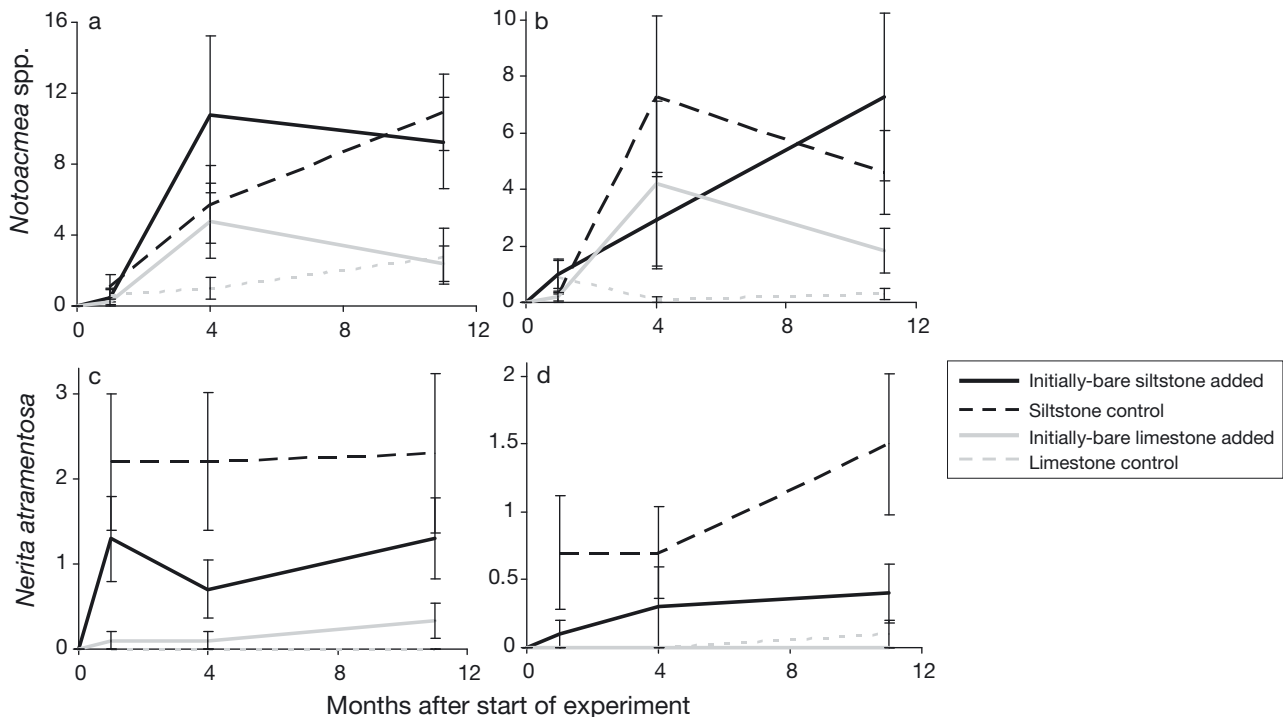 a
16
12
8
4
0
0 4 8 12
Notoacmea spp.
b
10
8
6
4
2
0
0 4 8 12
c
3
2
1
0
0 4 8 12
Nerita atramentosa
d
2
1.5
1
0.5
0
0 4 8 12
Months after start of experiment
Initially-bare siltstone added
Siltstone control
Initially-bare limestone added
Limestone control